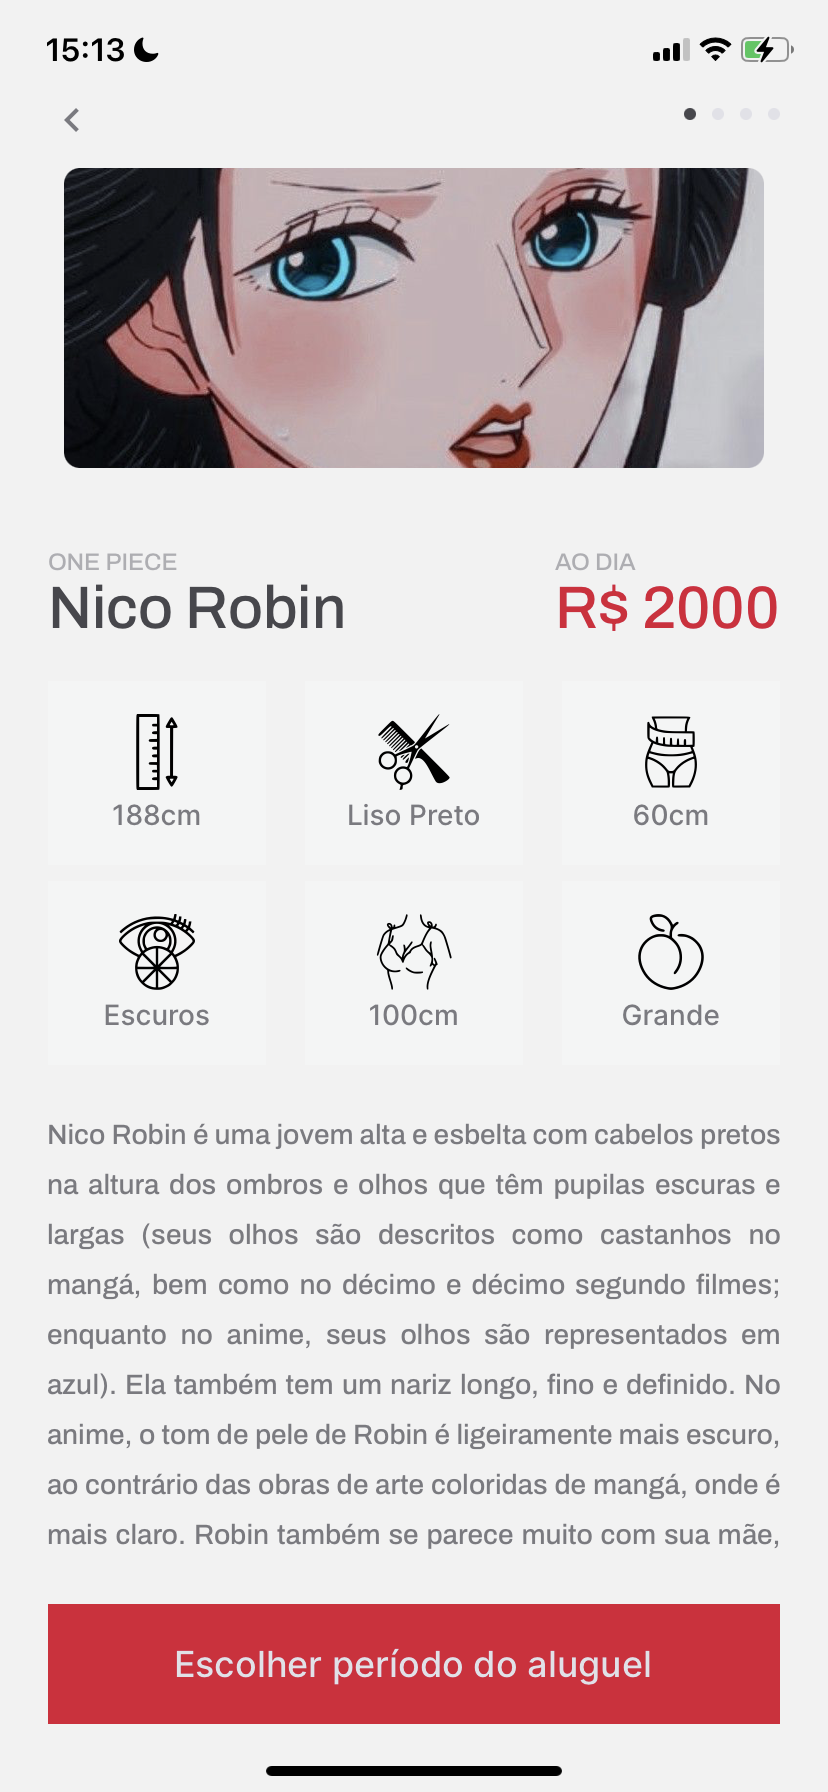 15:13
ONE PIECE
AO DIA
Nico Robin
R$ 2000
188cm
Liso Preto
60cm
Escuros
100cm
Grande
Nico Robin é uma jovem alta e esbelta com cabelos pretos
na altura dos ombros e olhos que têm pupilas escuras e
largas (seus olhos são descritos como castanhos no
mangá, bem como no décimo e décimo segundo filmes;
enquanto no anime, seus olhos são representados em
azul). Ela também tem um nariz longo, fino e definido. No
anime, o tom de pele de Robin é ligeiramente mais escuro,
ao contrário das obras de arte coloridas de mangá, onde é
mais claro. Robin também se parece muito com sua mãe,
Escolher período do aluguel